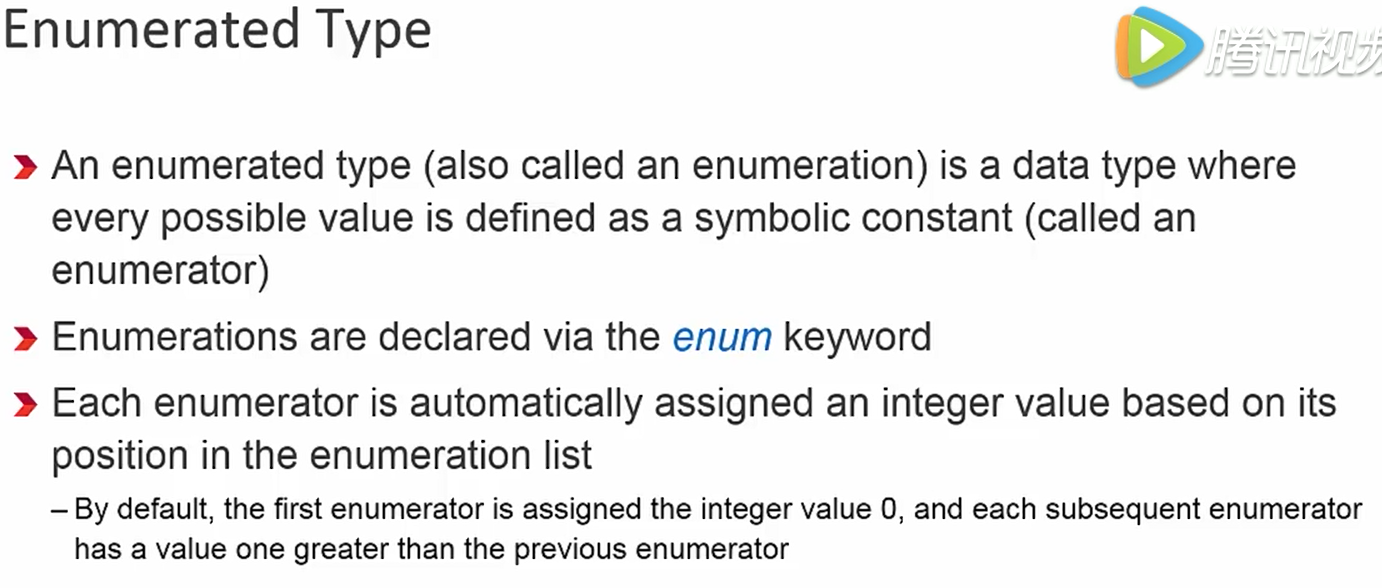 Enumerated Type
腾讯视频
An enumerated type (also called an enumeration) is a data type where
every possible value is defined as a symbolic constant (called an
enumerator)
Enumerations are declared via the enum keyword
Each enumerator is automatically assigned an integer value based on its
position in the enumeration list
– By default, the first enumerator is assigned the integer value 0, and each subsequent enumerator
has a value one greater than the previous enumerator